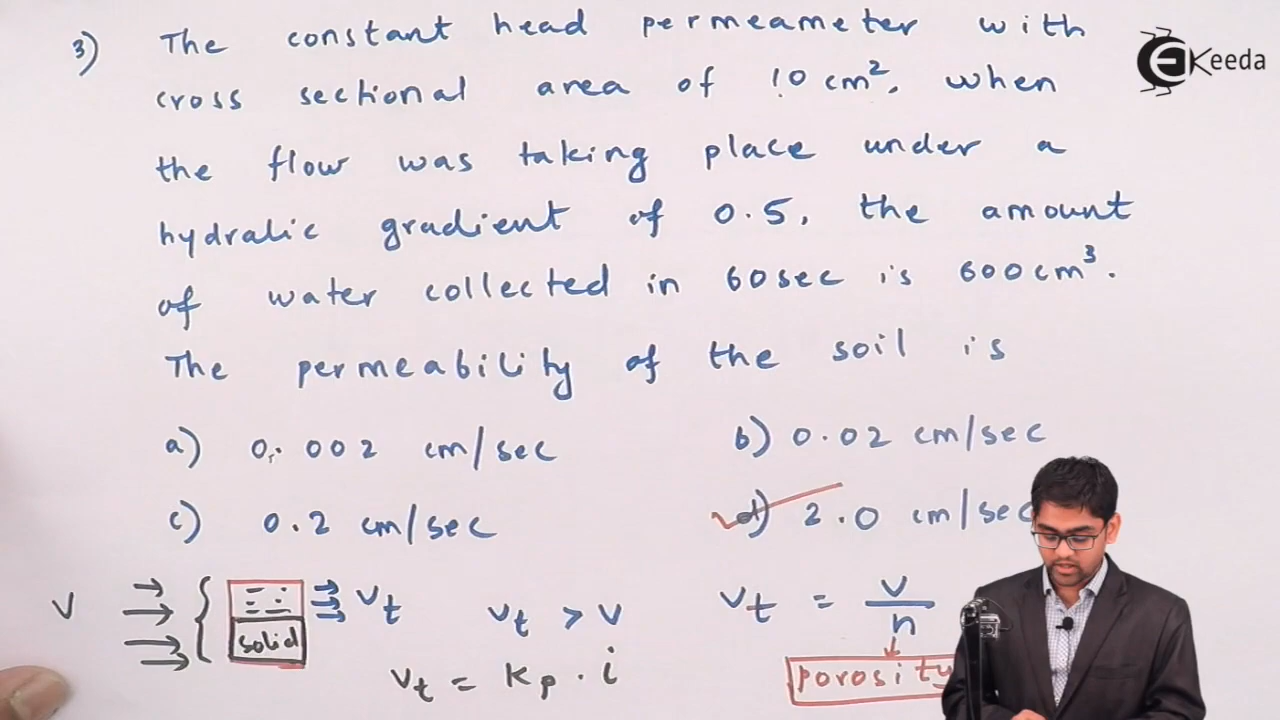 EKeeda
3) The constant head permeameter with
cross sectional area of 10 cm², when
the flow was taking place under a
hydralic gradient of 0.5, the amount
of water collected in 60sec is 600cm³.
The permeability of the soil is
a) 0.002 cm/sec b) 0.02 cm/sec
c) 0.2 cm/sec d) 2.0 cm/sec
V { solid Vt Vt > V Vt = V/n
Vt = Kp . i porosity